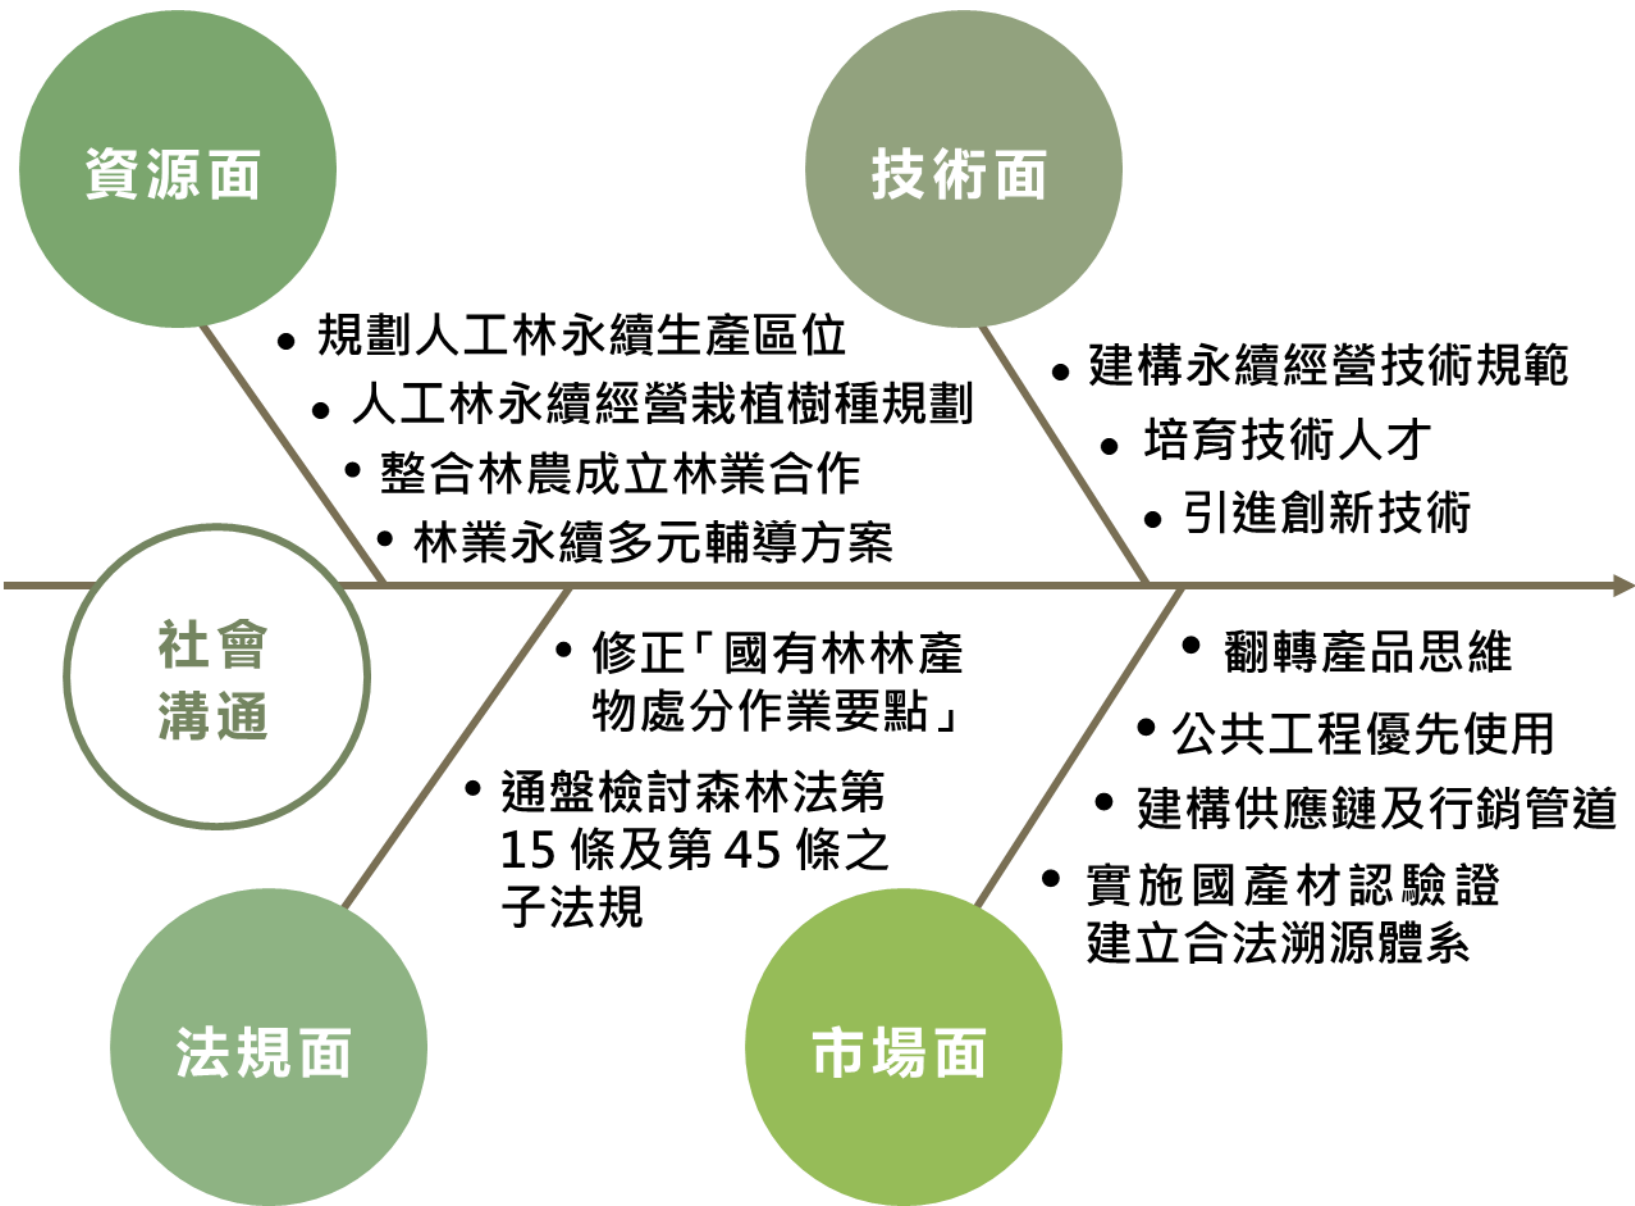 資源面
• 規劃人工林永續生產區位
• 人工林永續經營栽植樹種規劃
• 整合林農成立林業合作
• 林業永續多元輔導方案
技術面
• 建構永續經營技術規範
• 培育技術人才
• 引進創新技術
社會
溝通
法規面
• 修正「國有林林產
物處分作業要點」
• 通盤檢討森林法第
15 條及第 45 條之
子法規
市場面
• 翻轉產品思維
• 公共工程優先使用
• 建構供應鏈及行銷管道
• 實施國產材認驗證
建立合法溯源體系